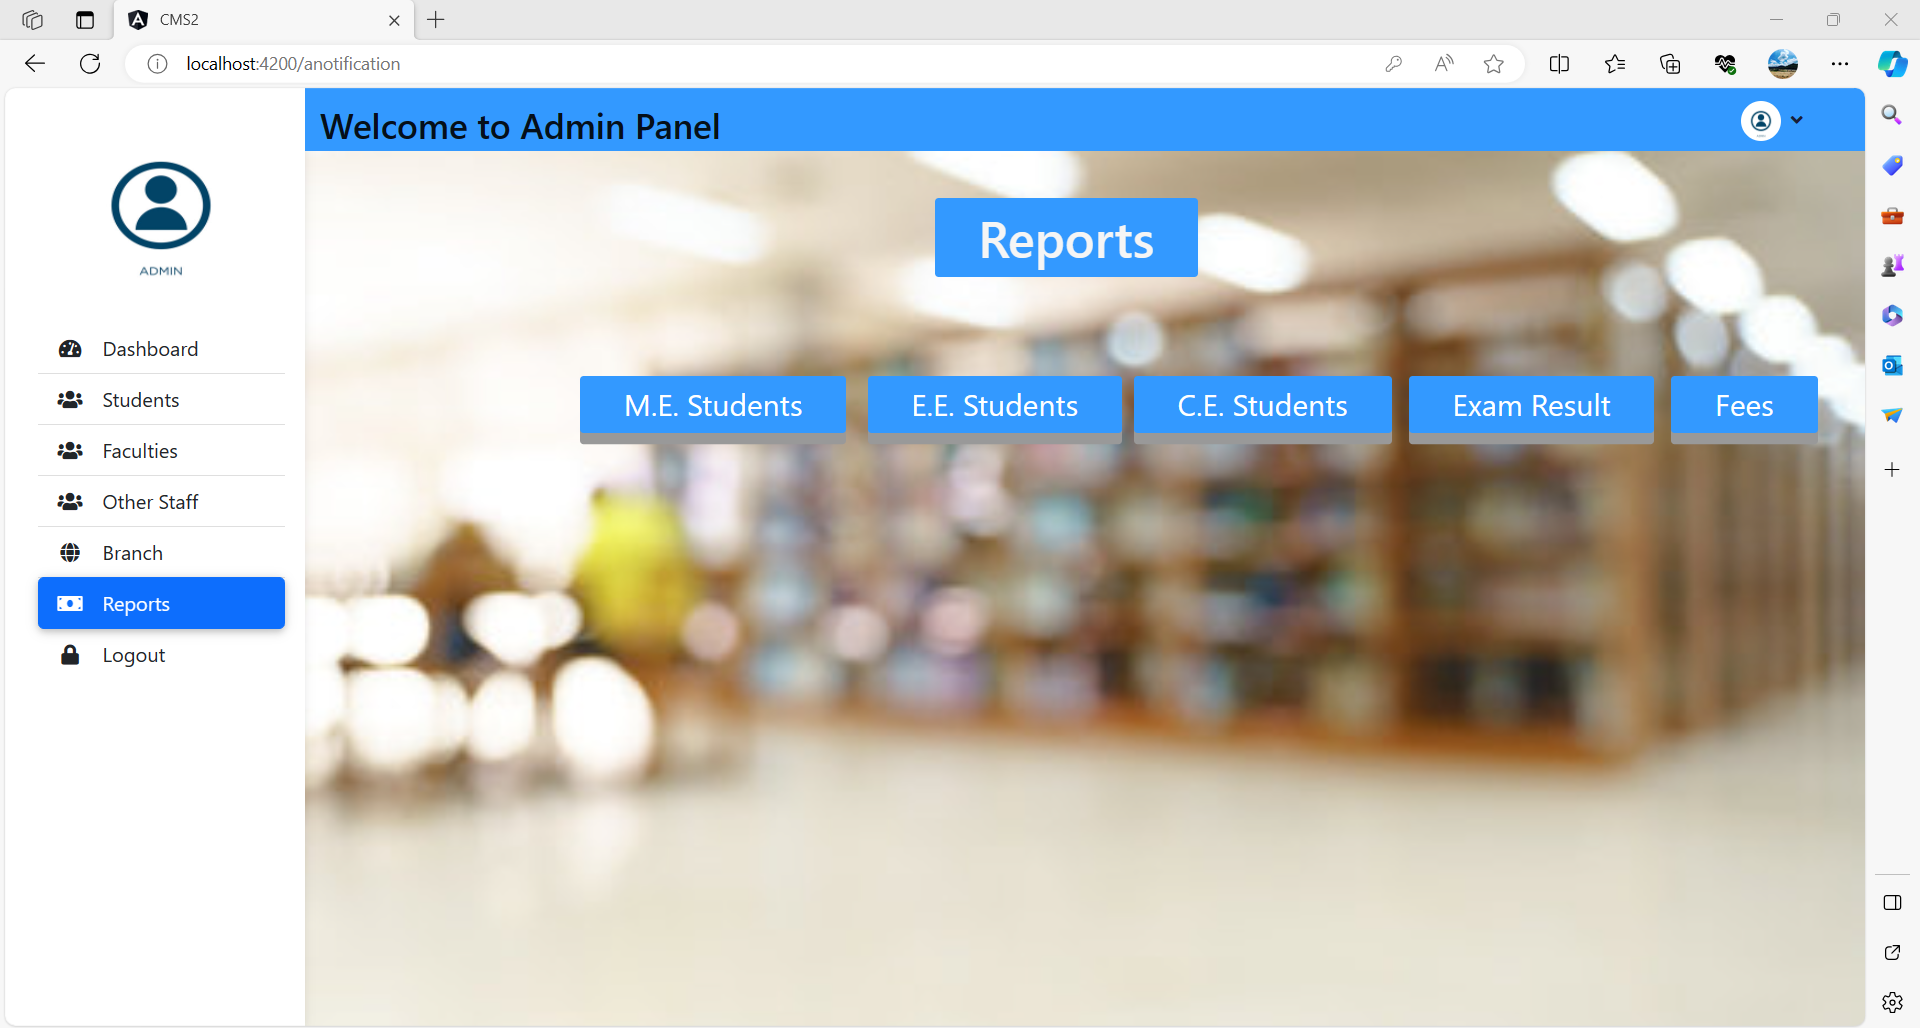 CMS2
localhost:4200/anotification
Welcome to Admin Panel
ADMIN
Dashboard
Students
Faculties
Other Staff
Branch
Reports
Logout
Reports
M.E. Students
E.E. Students
C.E. Students
Exam Result
Fees